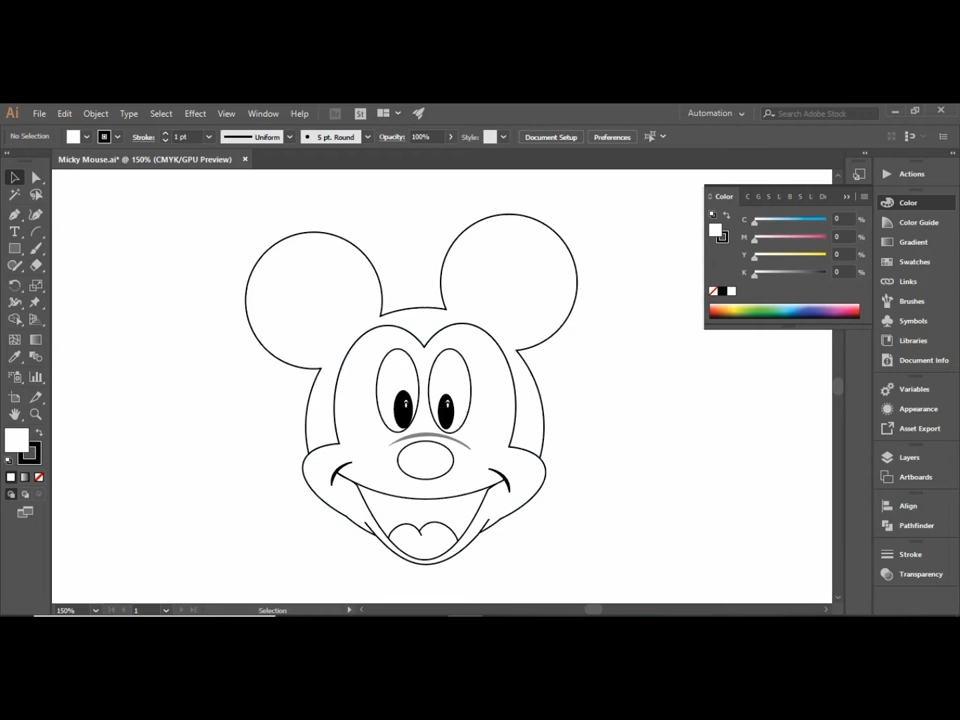 Ai File Edit Object Type Select Effect View Window Help Br St Automation Search Adobe Stock
No Selection Stroke: 1 pt Uniform 5 pt. Round Opacity: 100% Style: Document Setup Preferences
Micky Mouse.ai* @ 150% (CMYK/GPU Preview)
Color C G S L B S L
C 0 %
M 0 %
Y 0 %
K 0 %
Actions
Color
Color Guide
Gradient
Swatches
Links
Brushes
Symbols
Libraries
Document Info
Variables
Appearance
Asset Export
Layers
Artboards
Align
Pathfinder
Stroke
Transparency
150% 1 Selection